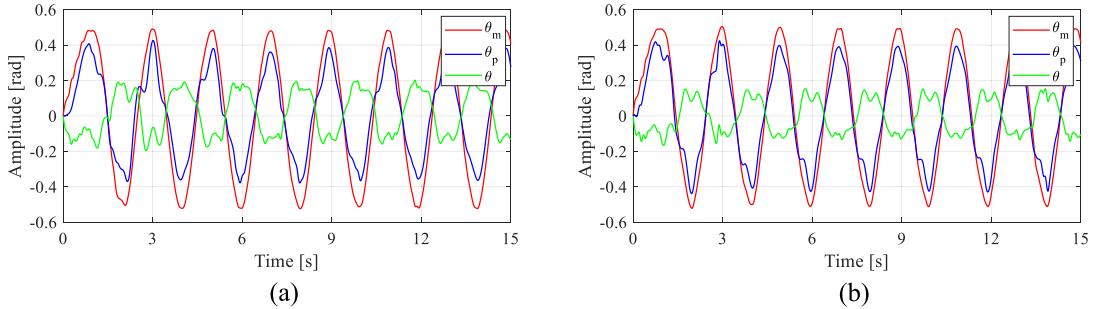 0.6
0.4
0.2
0
-0.2
-0.4
-0.6
Amplitude [rad]
θm
θp
θ
0 3 6 9 12 15
Time [s]
(a)
0.6
0.4
0.2
0
-0.2
-0.4
-0.6
Amplitude [rad]
θm
θp
θ
0 3 6 9 12 15
Time [s]
(b)